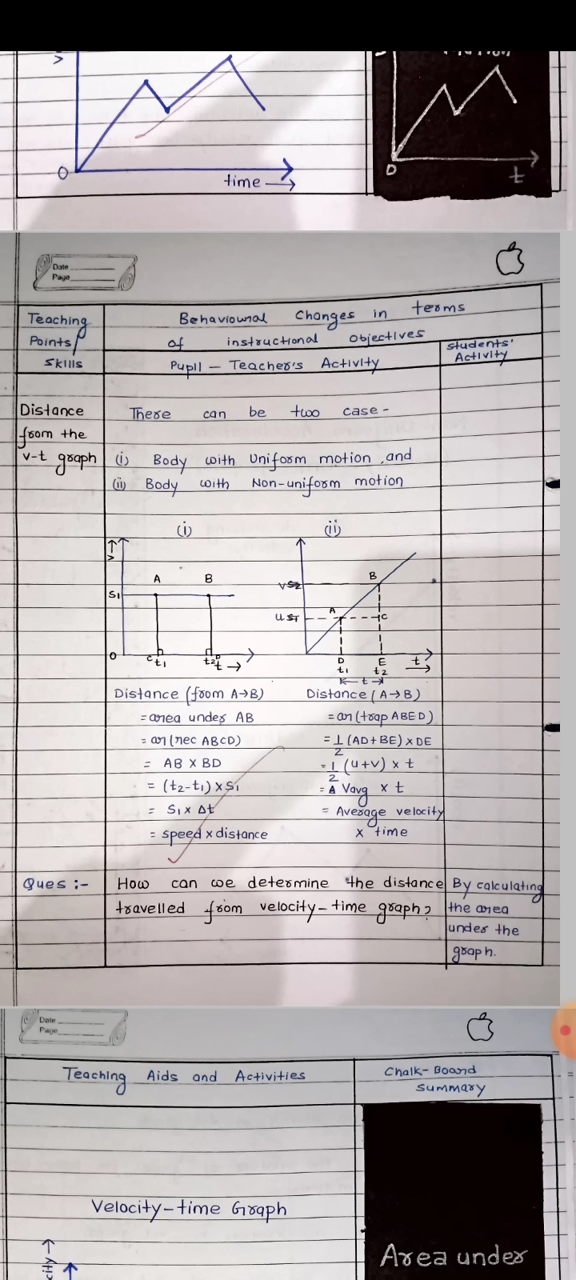 O
time
t
Date
Page
Teaching Points/ Skills
Behavioural Changes in terms
of instructional objectives
Pupil - Teacher's Activity
Students' Activity
Distance
from the
v-t graph
There can be two case -
(i) Body with Uniform motion, and
(ii) Body with Non-uniform motion
(i)
(ii)
A B
S1
O
C t1 t2 D t
B
A
C
D E t
t1 t2
t
Distance (from A→B)
= area under AB
= ar (rec ABCD)
= AB × BD
= (t2-t1) × S1
= S1 × Δt
= speed × distance
Distance (A→B)
= ar (trap ABED)
= 1/2 (AD+BE) × DE
= 1/2 (u+v) × t
= Vavg × t
= Average velocity
× time
Ques :-
How can we determine the distance
travelled from velocity-time graph?
By calculating
the area
under the
graph.
Date
Page
Teaching Aids and Activities
Chalk-Board
Summary
Velocity-time Graph
Area under